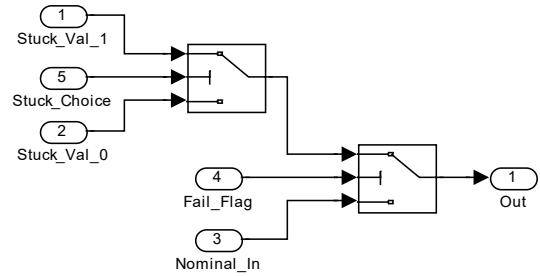 1
Stuck_Val_1
5
Stuck_Choice
2
Stuck_Val_0
4
Fail_Flag
1
Out
3
Nominal_In